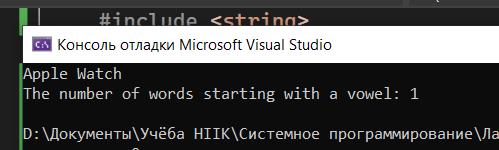 #include <string>
Консоль отладки Microsoft Visual Studio
Apple Watch
The number of words starting with a vowel: 1
D:\Документы\Учёба НІІК\Системное программирование\Ла